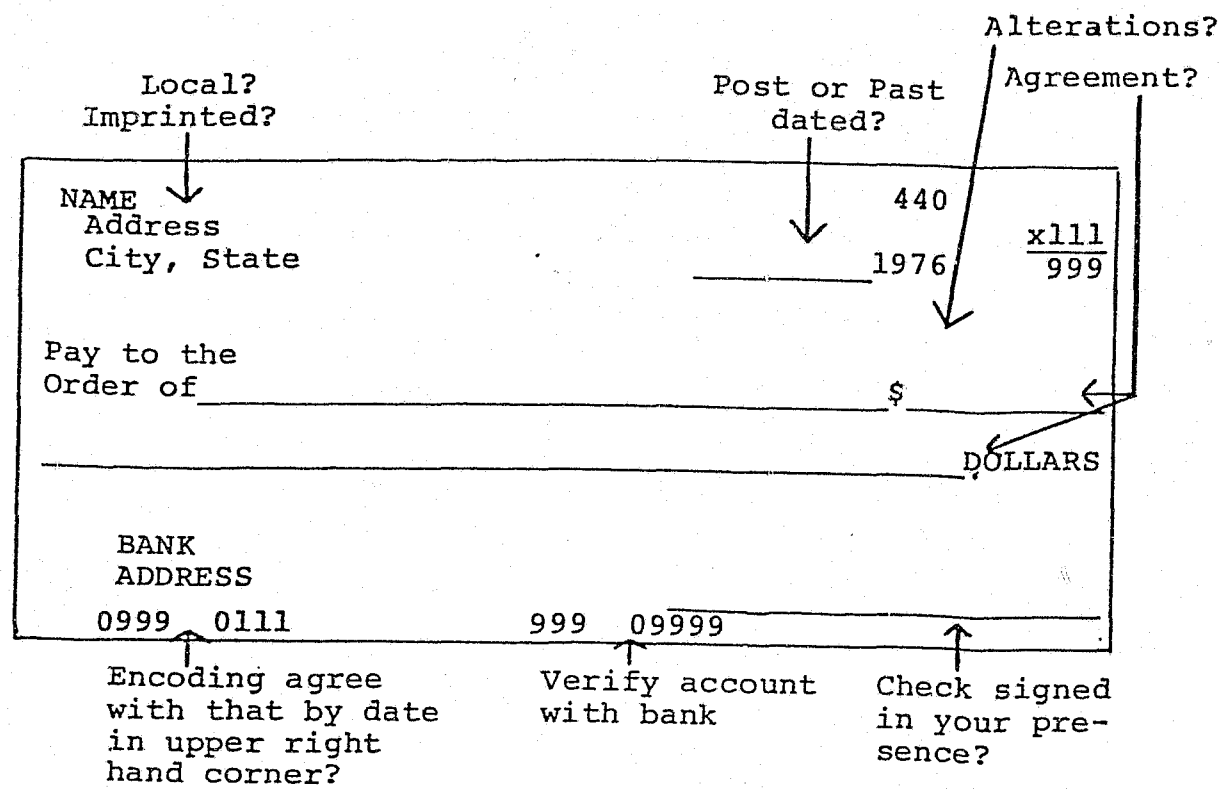 Alterations?
Agreement?
Local?
Imprinted?
Post or Past
dated?
NAME
Address
City, State
440
x111
999
1976
Pay to the
Order of
$
DOLLARS
BANK
ADDRESS
0999 0111
999 09999
Encoding agree
with that by date
in upper right
hand corner?
Verify account
with bank
Check signed
in your pre-
sence?